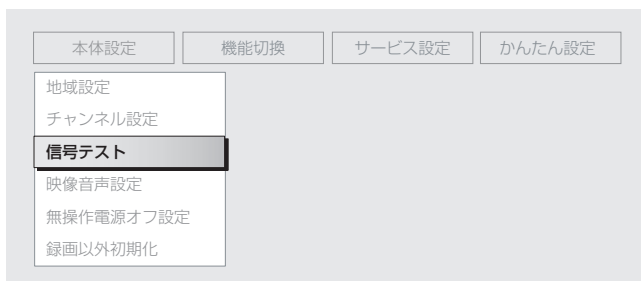 本体設定 機能切換 サービス設定 かんたん設定
地域設定
チャンネル設定
信号テスト
映像音声設定
無操作電源オフ設定
録画以外初期化